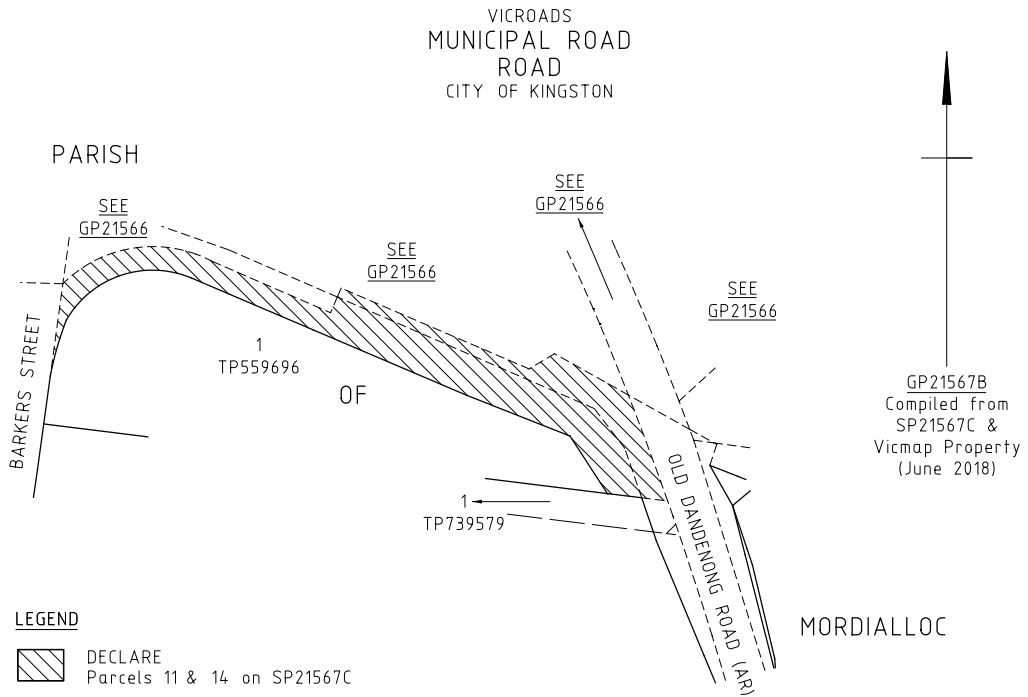 VICROADS
MUNICIPAL ROAD
ROAD
CITY OF KINGSTON
PARISH
SEE
GP21566
SEE
GP21566
SEE
GP21566
SEE
GP21566
1
TP559696
OF
BARKERS STREET
GP21567B
Compiled from
SP21567C &
Vicmap Property
(June 2018)
1
TP739579
OLD DANDENONG ROAD (AR)
MORDIALLOC
LEGEND
DECLARE
Parcels 11 & 14 on SP21567C